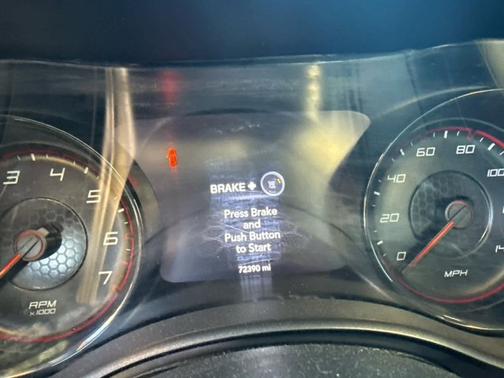 3 4 5 6 7
RPM
x1000
BRAKE +
Press Brake
and
Push Button
to Start
72390 mi
0 20 40 60 80 100
MPH